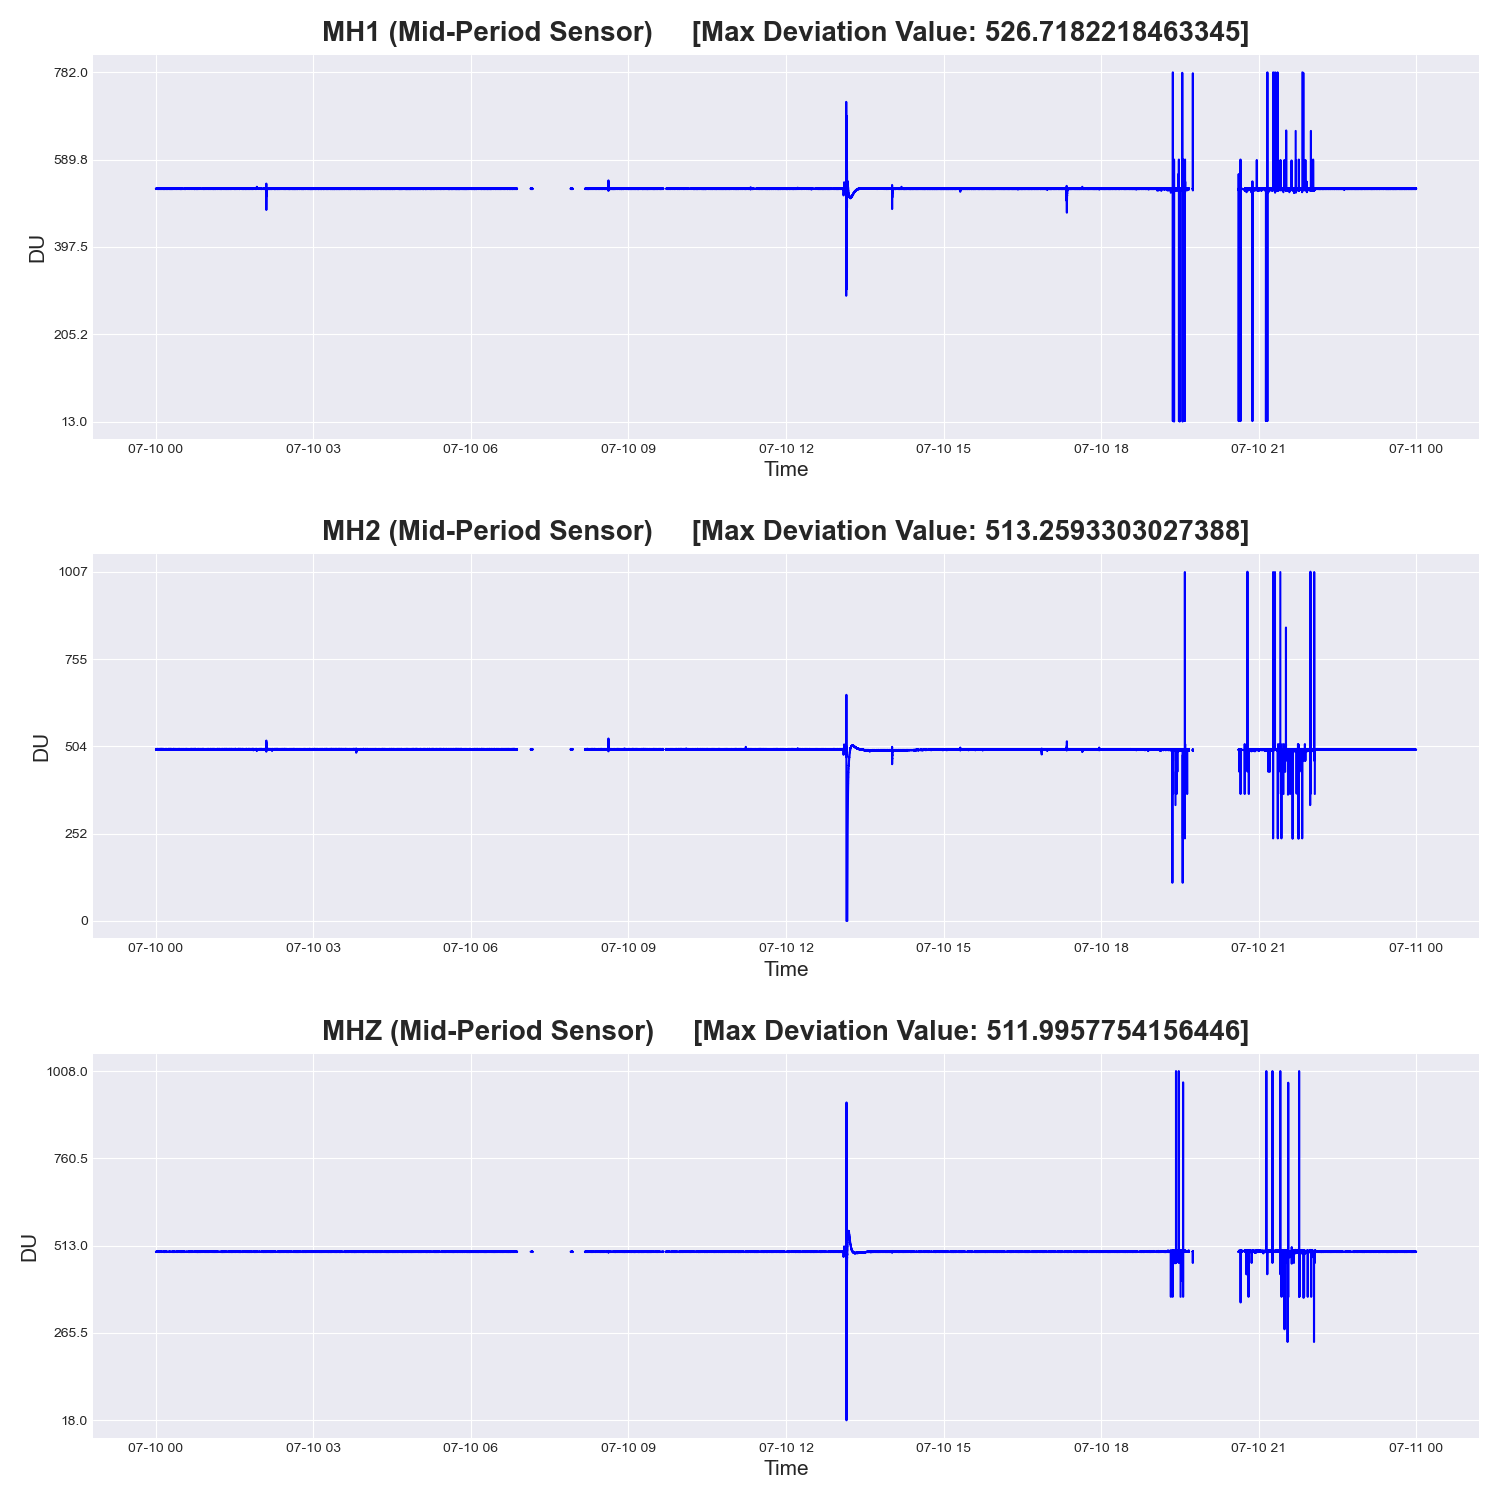 MH1 (Mid-Period Sensor) [Max Deviation Value: 526.7182218463345]
782.0
589.8
397.5
205.2
13.0
DU
07-10 00 07-10 03 07-10 06 07-10 09 07-10 12 07-10 15 07-10 18 07-10 21 07-11 00
Time
MH2 (Mid-Period Sensor) [Max Deviation Value: 513.2593303027388]
1007
755
504
252
0
DU
07-10 00 07-10 03 07-10 06 07-10 09 07-10 12 07-10 15 07-10 18 07-10 21 07-11 00
Time
MHZ (Mid-Period Sensor) [Max Deviation Value: 511.9957754156446]
1008.0
760.5
513.0
265.5
18.0
DU
07-10 00 07-10 03 07-10 06 07-10 09 07-10 12 07-10 15 07-10 18 07-10 21 07-11 00
Time